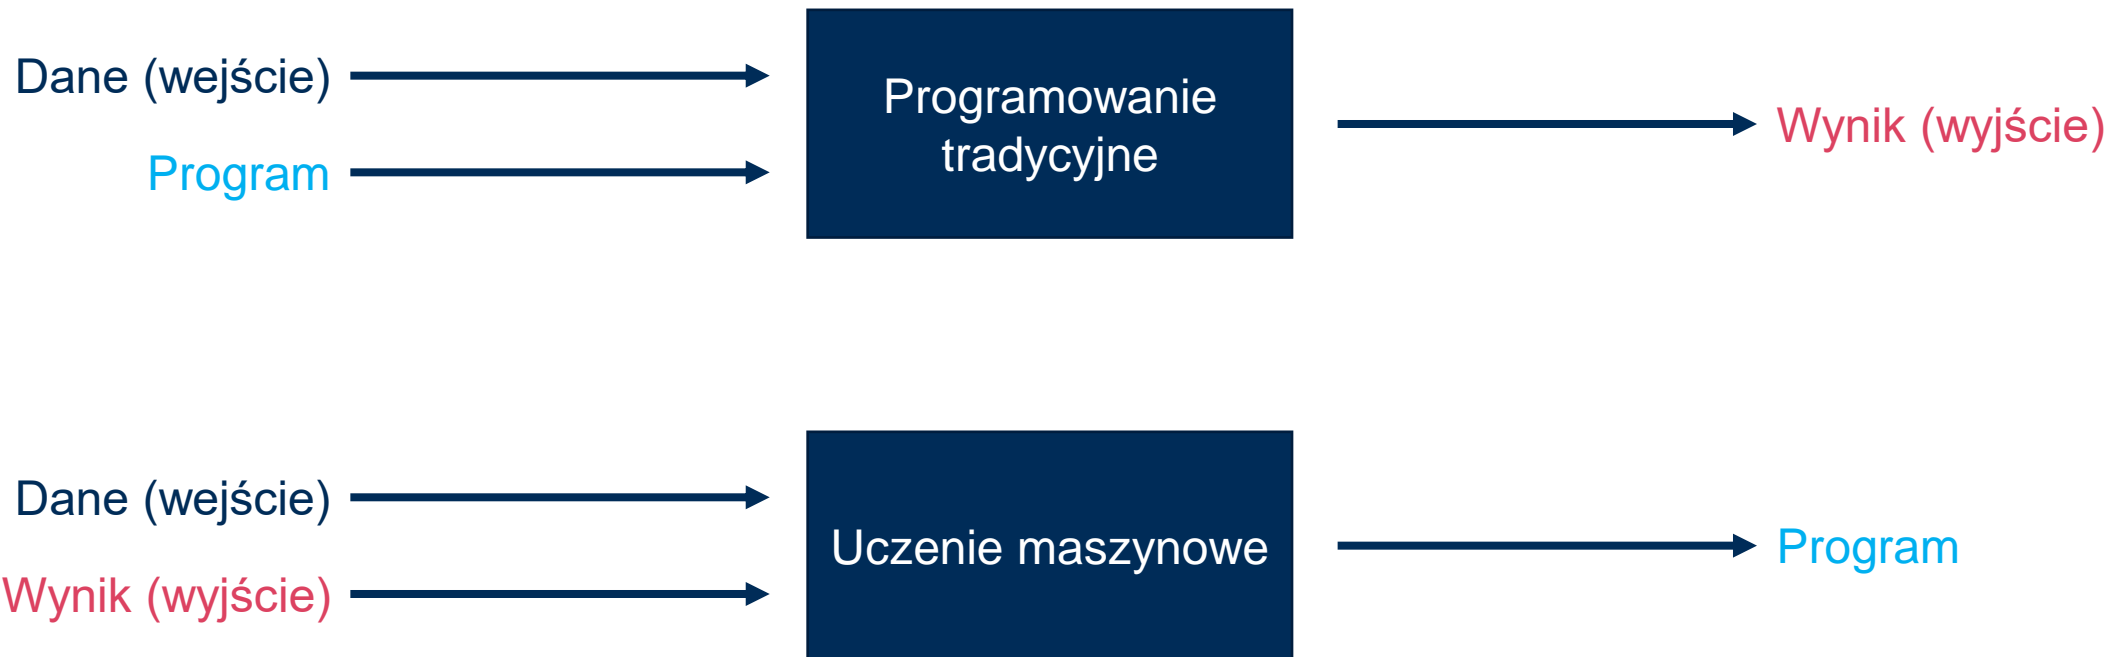 Dane (wejście)
Program
Programowanie
tradycyjne
Wynik (wyjście)
Dane (wejście)
Wynik (wyjście)
Uczenie maszynowe
Program